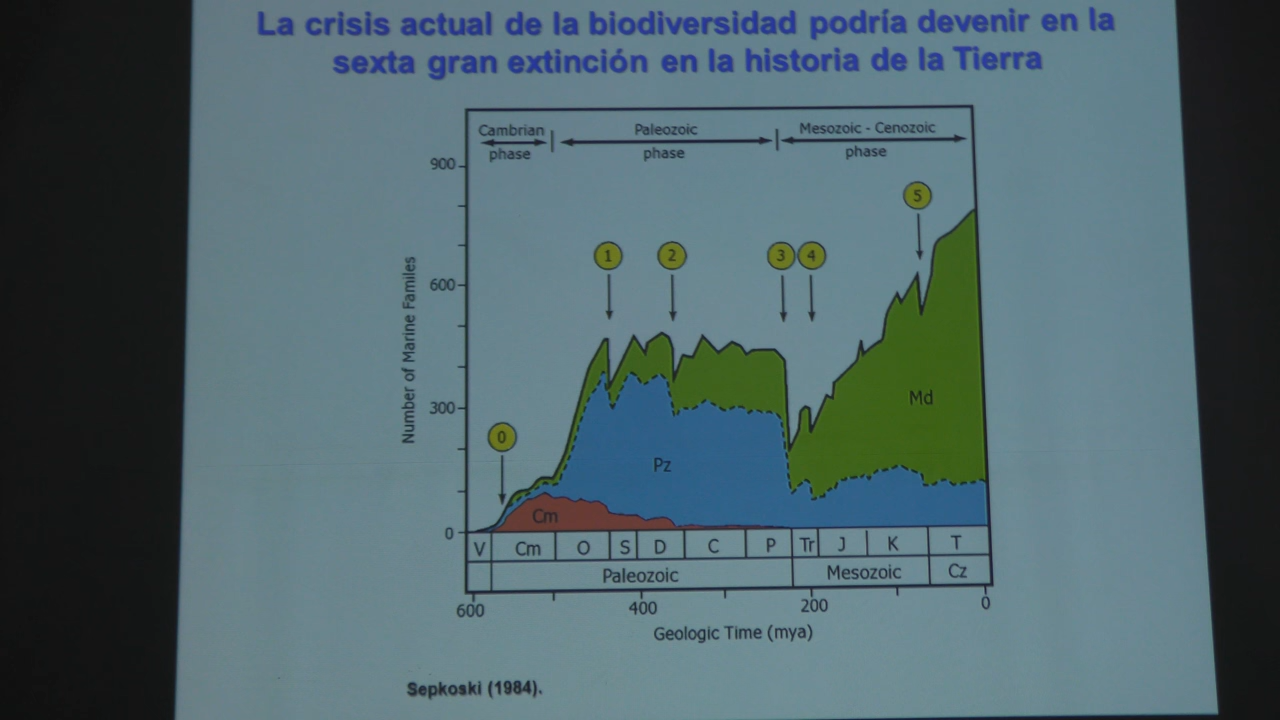 La crisis actual de la biodiversidad podría devenir en la
sexta gran extinción en la historia de la Tierra
Cambrian
phase
Paleozoic
phase
Mesozoic - Cenozoic
phase
900
600
300
0
Number of Marine Familes
0
1
2
3
4
5
Cm
Pz
Md
V
Cm
O
S
D
C
P
Tr
J
K
T
Paleozoic
Mesozoic
Cz
600
400
200
0
Geologic Time (mya)
Sepkoski (1984).